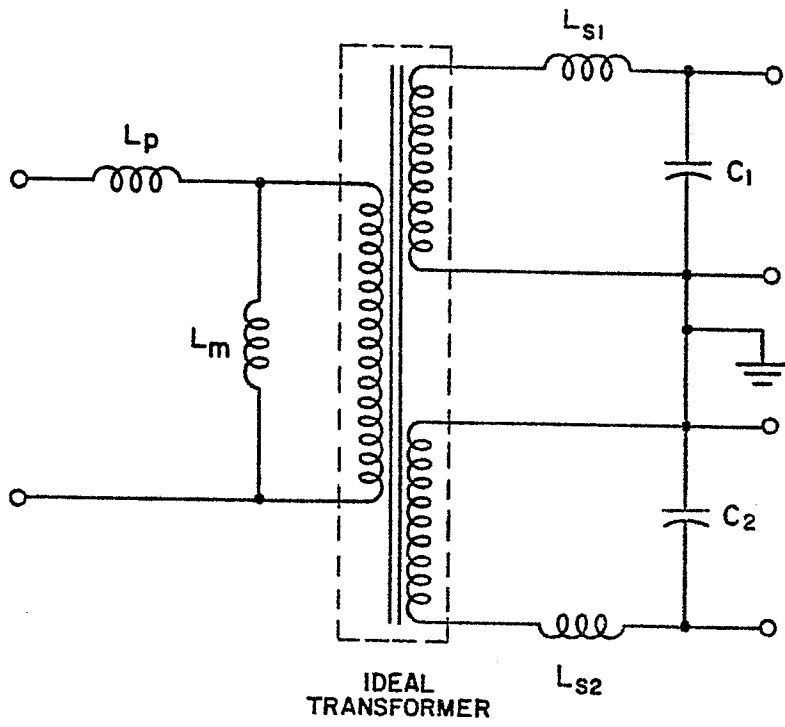 Ls1
Lp
C1
Lm
C2
Ls2
IDEAL
TRANSFORMER